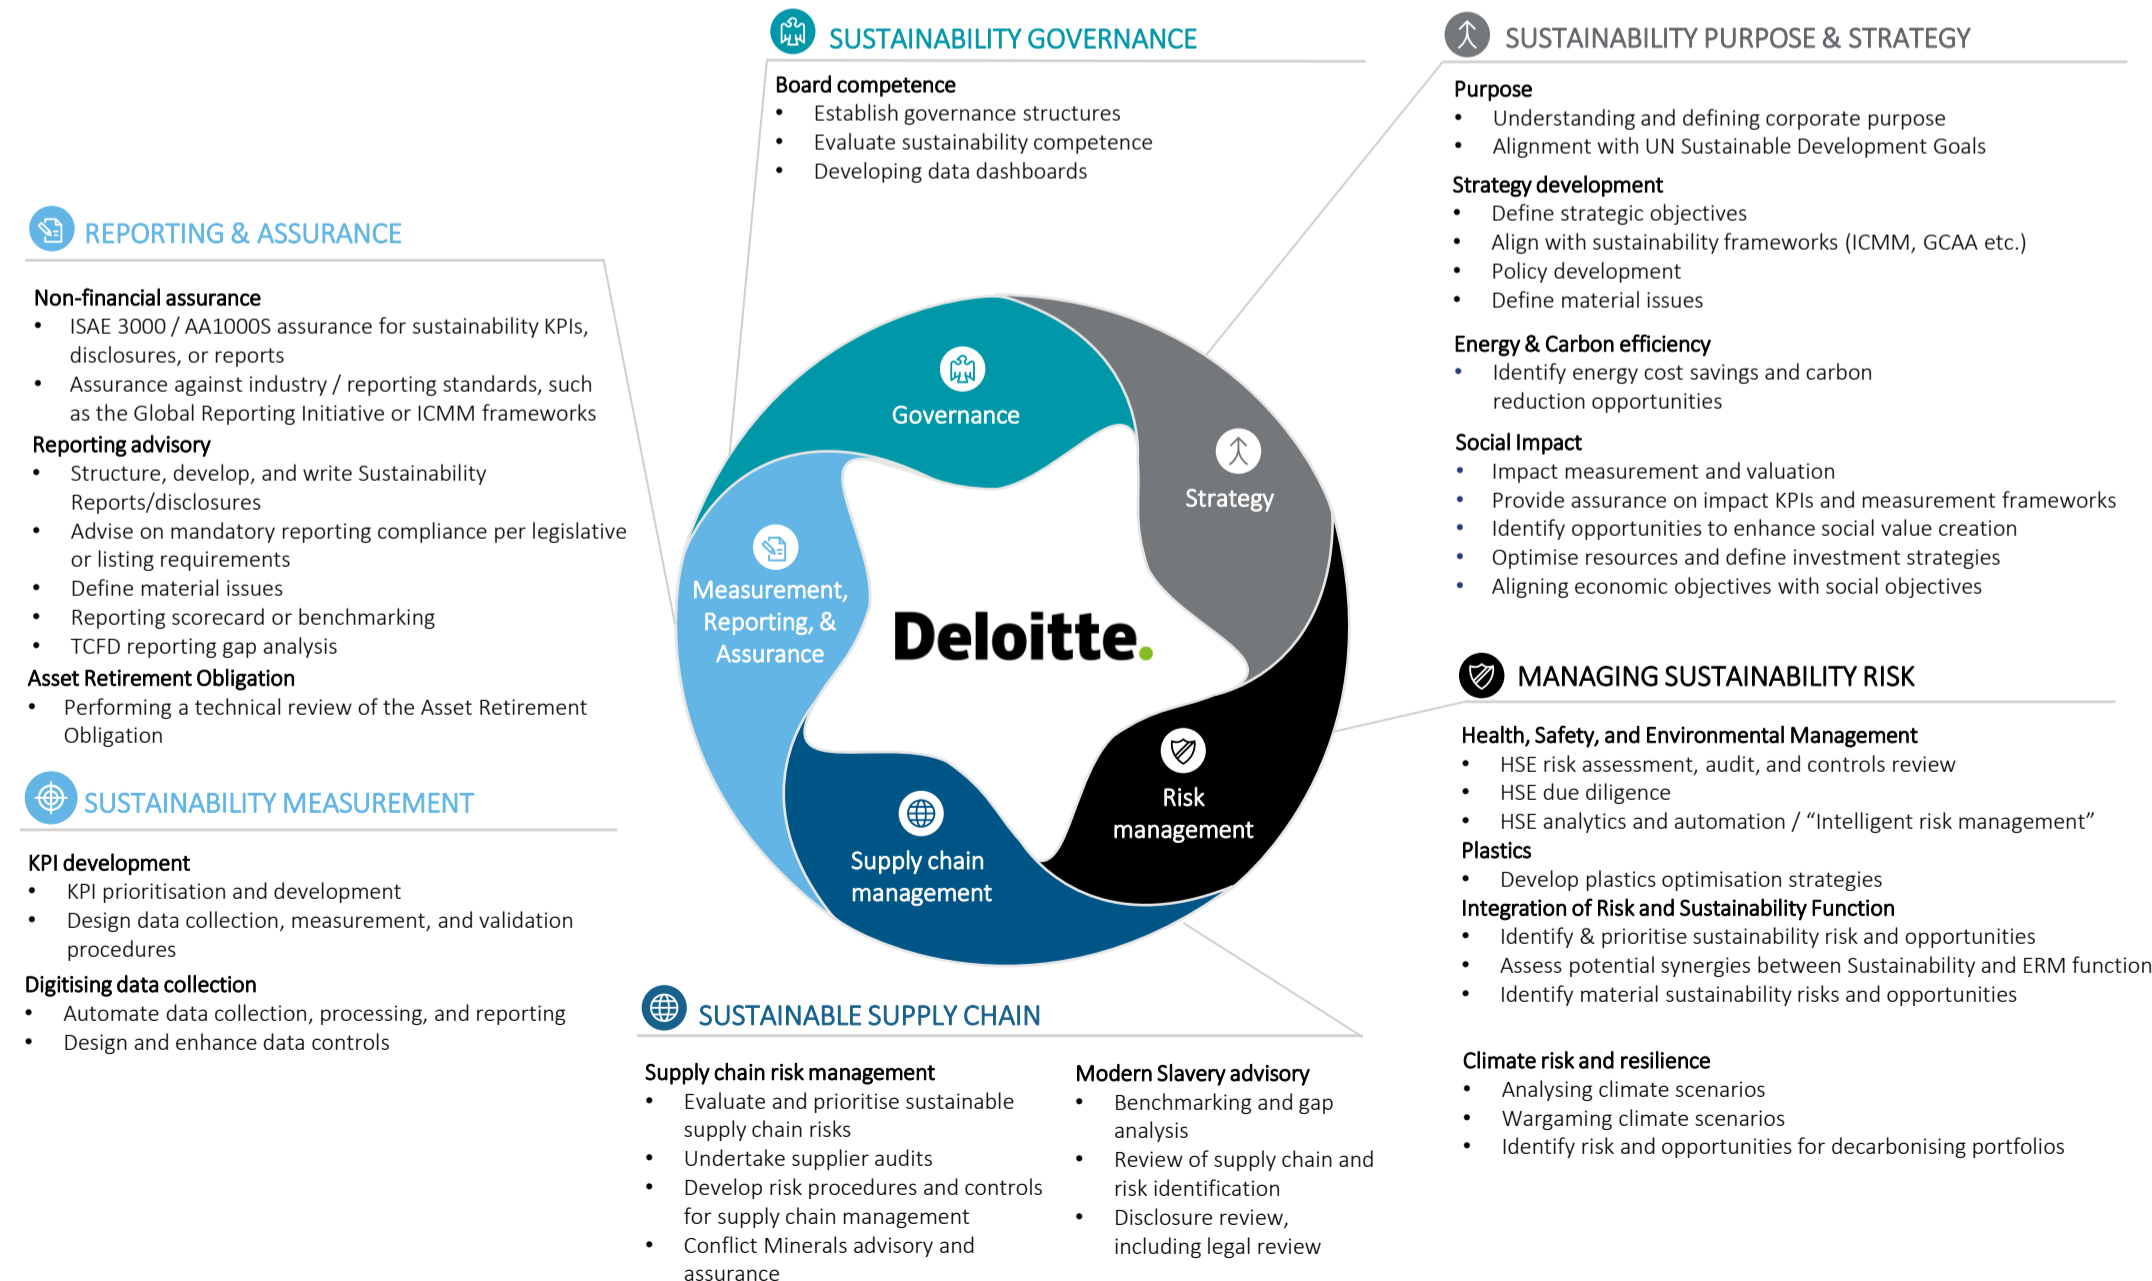 SUSTAINABILITY GOVERNANCE
Board competence
• Establish governance structures
• Evaluate sustainability competence
• Developing data dashboards
SUSTAINABILITY PURPOSE & STRATEGY
Purpose
• Understanding and defining corporate purpose
• Alignment with UN Sustainable Development Goals
Strategy development
• Define strategic objectives
• Align with sustainability frameworks (ICMM, GCAA etc.)
• Policy development
• Define material issues
Energy & Carbon efficiency
• Identify energy cost savings and carbon
reduction opportunities
Social Impact
• Impact measurement and valuation
• Provide assurance on impact KPIs and measurement frameworks
• Identify opportunities to enhance social value creation
• Optimise resources and define investment strategies
• Aligning economic objectives with social objectives
REPORTING & ASSURANCE
Non-financial assurance
• ISAE 3000 / AA1000S assurance for sustainability KPIs,
disclosures, or reports
• Assurance against industry / reporting standards, such
as the Global Reporting Initiative or ICMM frameworks
Reporting advisory
• Structure, develop, and write Sustainability
Reports/disclosures
• Advise on mandatory reporting compliance per legislative
or listing requirements
• Define material issues
• Reporting scorecard or benchmarking
• TCFD reporting gap analysis
Asset Retirement Obligation
• Performing a technical review of the Asset Retirement
Obligation
Governance
Strategy
Measurement,
Reporting, &
Assurance
Deloitte.
Risk
management
Supply chain
management
MANAGING SUSTAINABILITY RISK
Health, Safety, and Environmental Management
• HSE risk assessment, audit, and controls review
• HSE due diligence
• HSE analytics and automation / “Intelligent risk management”
Plastics
• Develop plastics optimisation strategies
Integration of Risk and Sustainability Function
• Identify & prioritise sustainability risk and opportunities
• Assess potential synergies between Sustainability and ERM function
• Identify material sustainability risks and opportunities
Climate risk and resilience
• Analysing climate scenarios
• Wargaming climate scenarios
• Identify risk and opportunities for decarbonising portfolios
SUSTAINABILITY MEASUREMENT
KPI development
• KPI prioritisation and development
• Design data collection, measurement, and validation
procedures
Digitising data collection
• Automate data collection, processing, and reporting
• Design and enhance data controls
SUSTAINABLE SUPPLY CHAIN
Supply chain risk management
• Evaluate and prioritise sustainable
supply chain risks
• Undertake supplier audits
• Develop risk procedures and controls
for supply chain management
• Conflict Minerals advisory and
assurance
Modern Slavery advisory
• Benchmarking and gap
analysis
• Review of supply chain and
risk identification
• Disclosure review,
including legal review